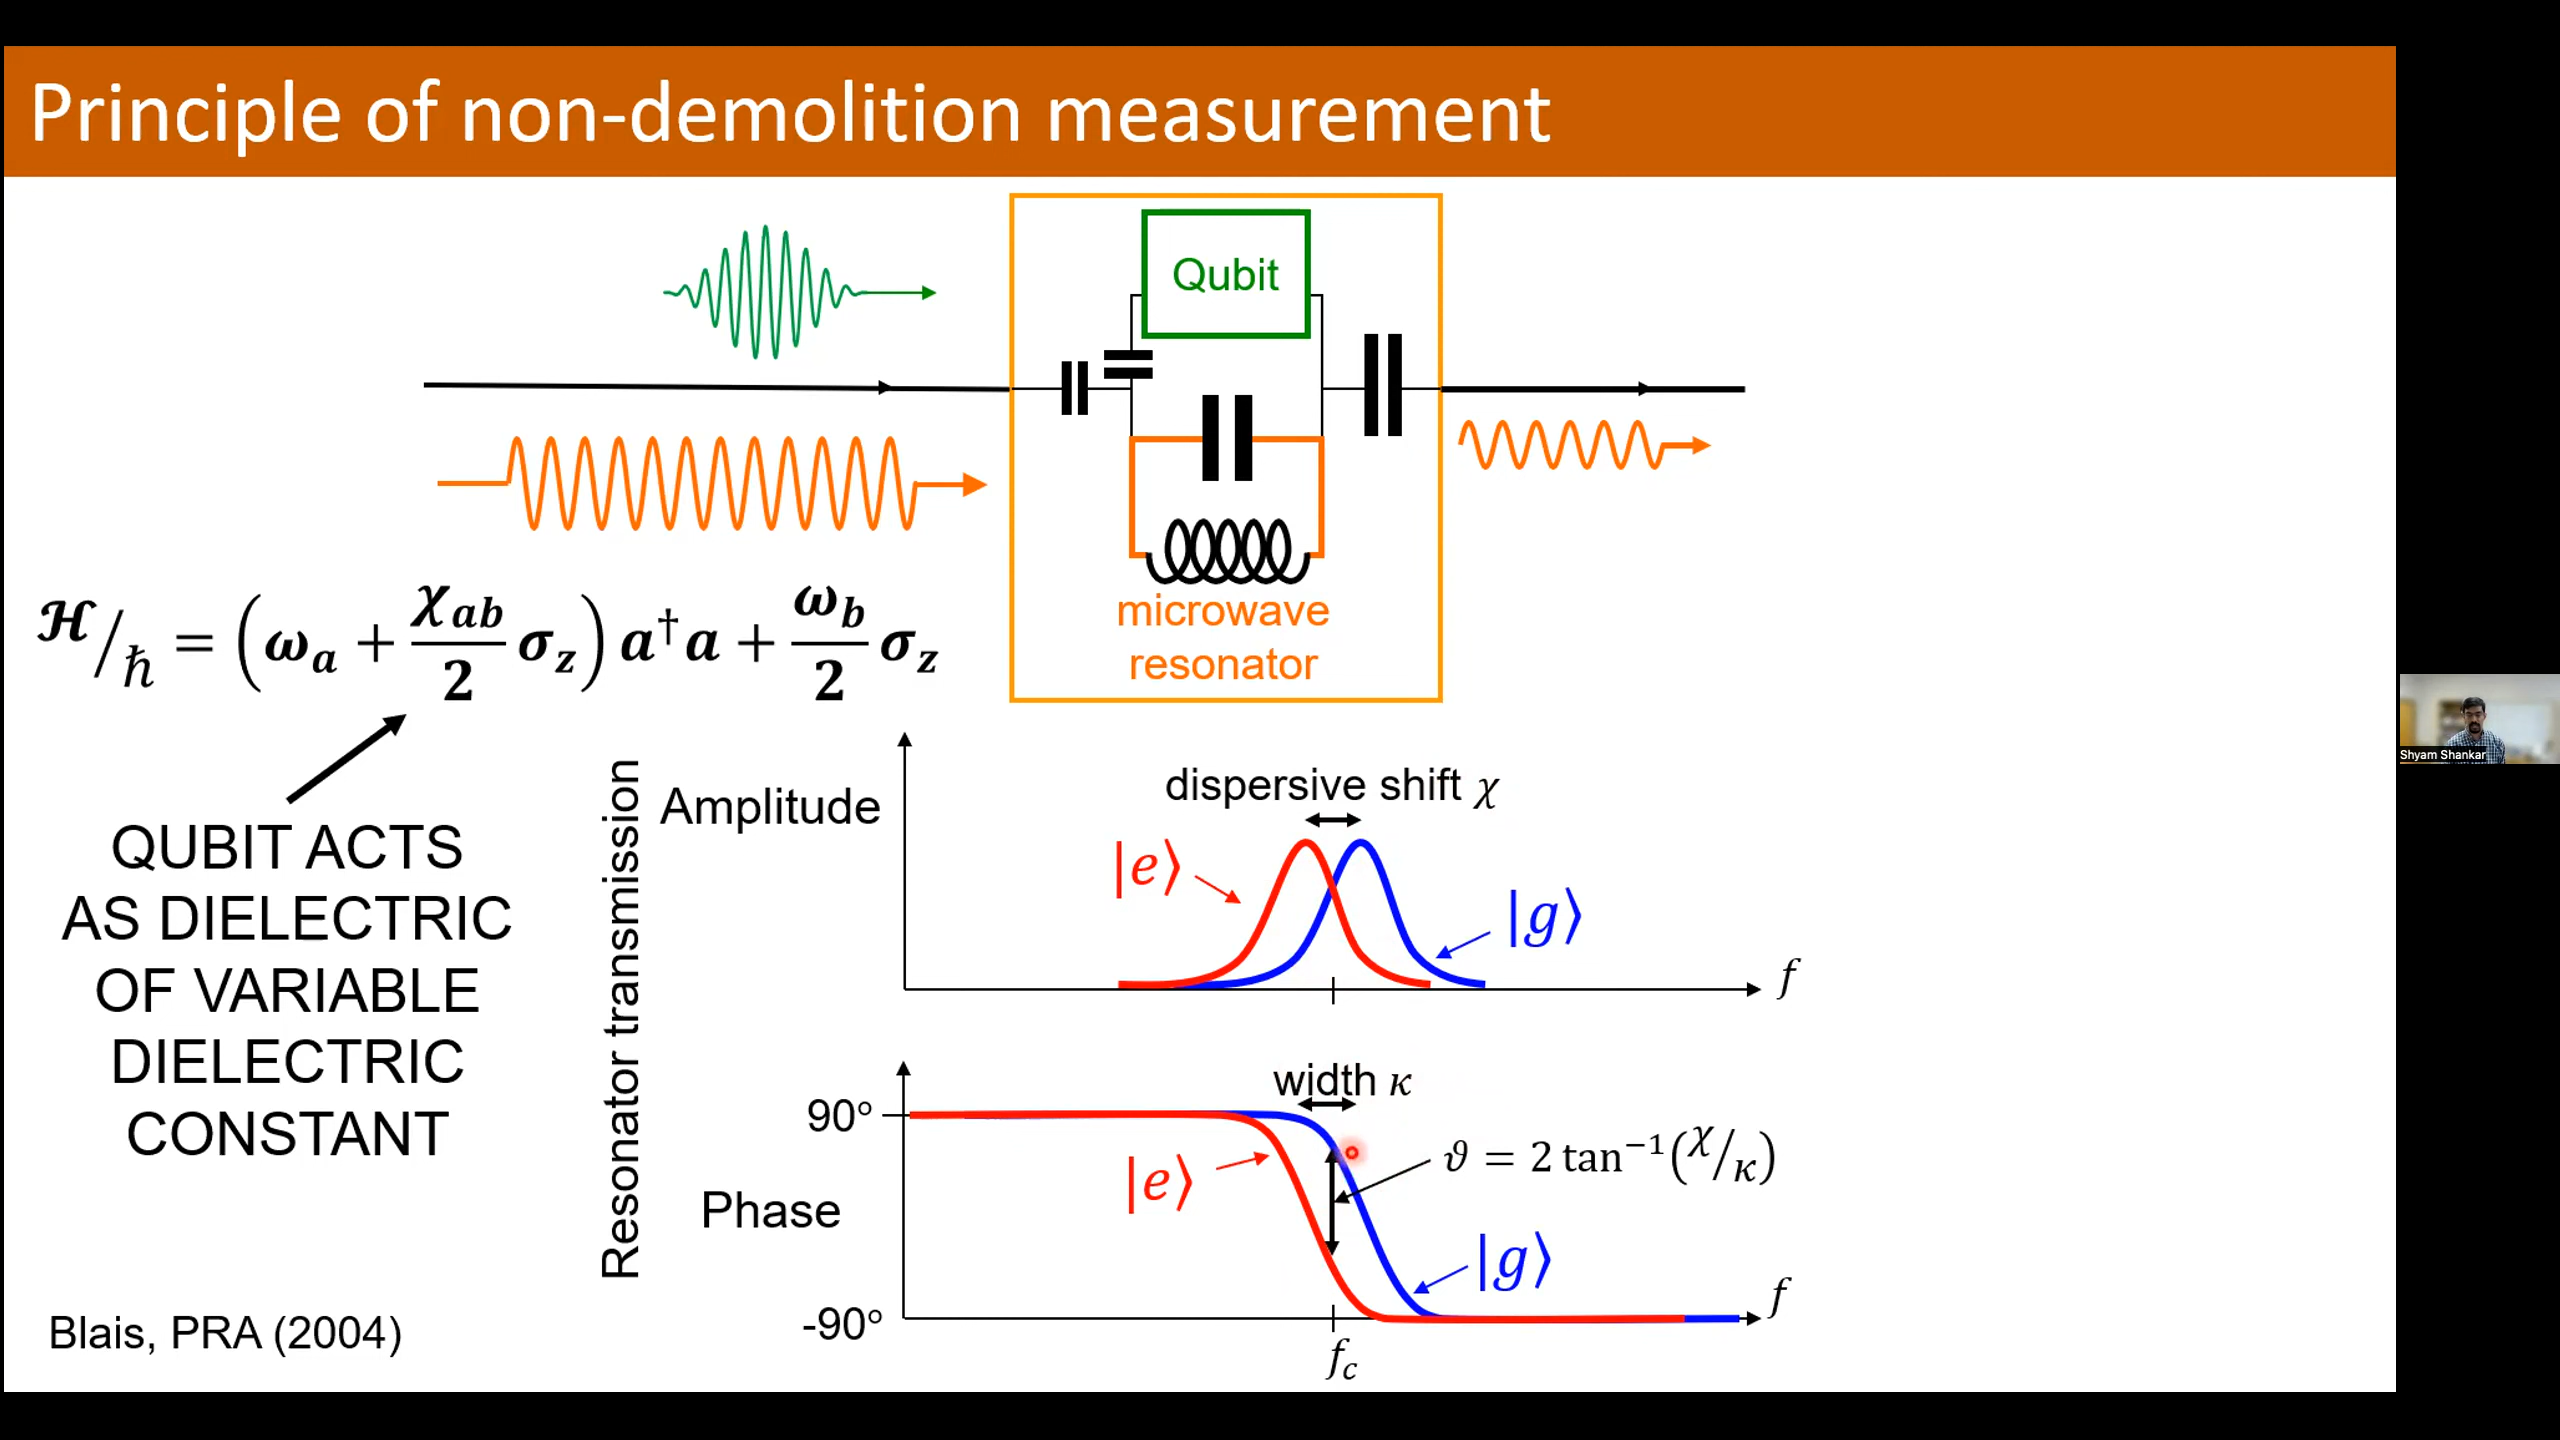 Principle of non-demolition measurement
Qubit
microwave
resonator
ℋ/ℏ = (ω_a + χ_ab/2 σ_z) a†a + ω_b/2 σ_z
QUBIT ACTS
AS DIELECTRIC
OF VARIABLE
DIELECTRIC
CONSTANT
Blais, PRA (2004)
Resonator transmission
Amplitude
dispersive shift χ
|e⟩
|g⟩
f
width κ
90°
ϑ = 2 tan⁻¹(χ/κ)
|e⟩
Phase
|g⟩
f
-90°
f_c
Shyam Shankar